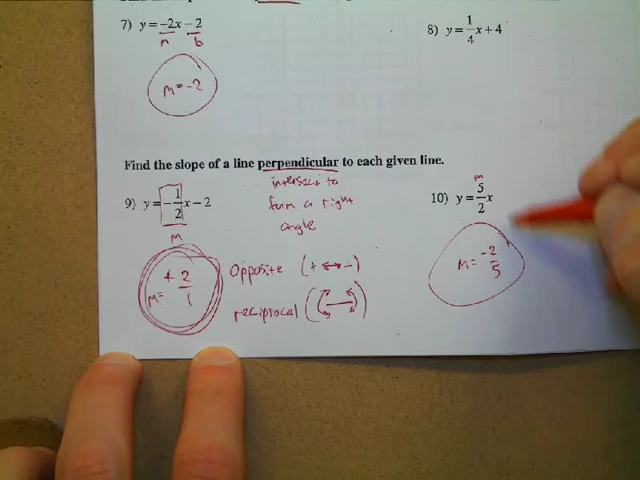 7) y = -2x - 2
m b
m = -2
8) y = 1/4 x + 4
Find the slope of a line perpendicular to each given line.
9) y = -1/2 x - 2
m
intersect to
form a right
angle
m = + 2/1
Opposite (+ ↔ -)
reciprocal
10) y = 5/2 x
m
m = -2/5